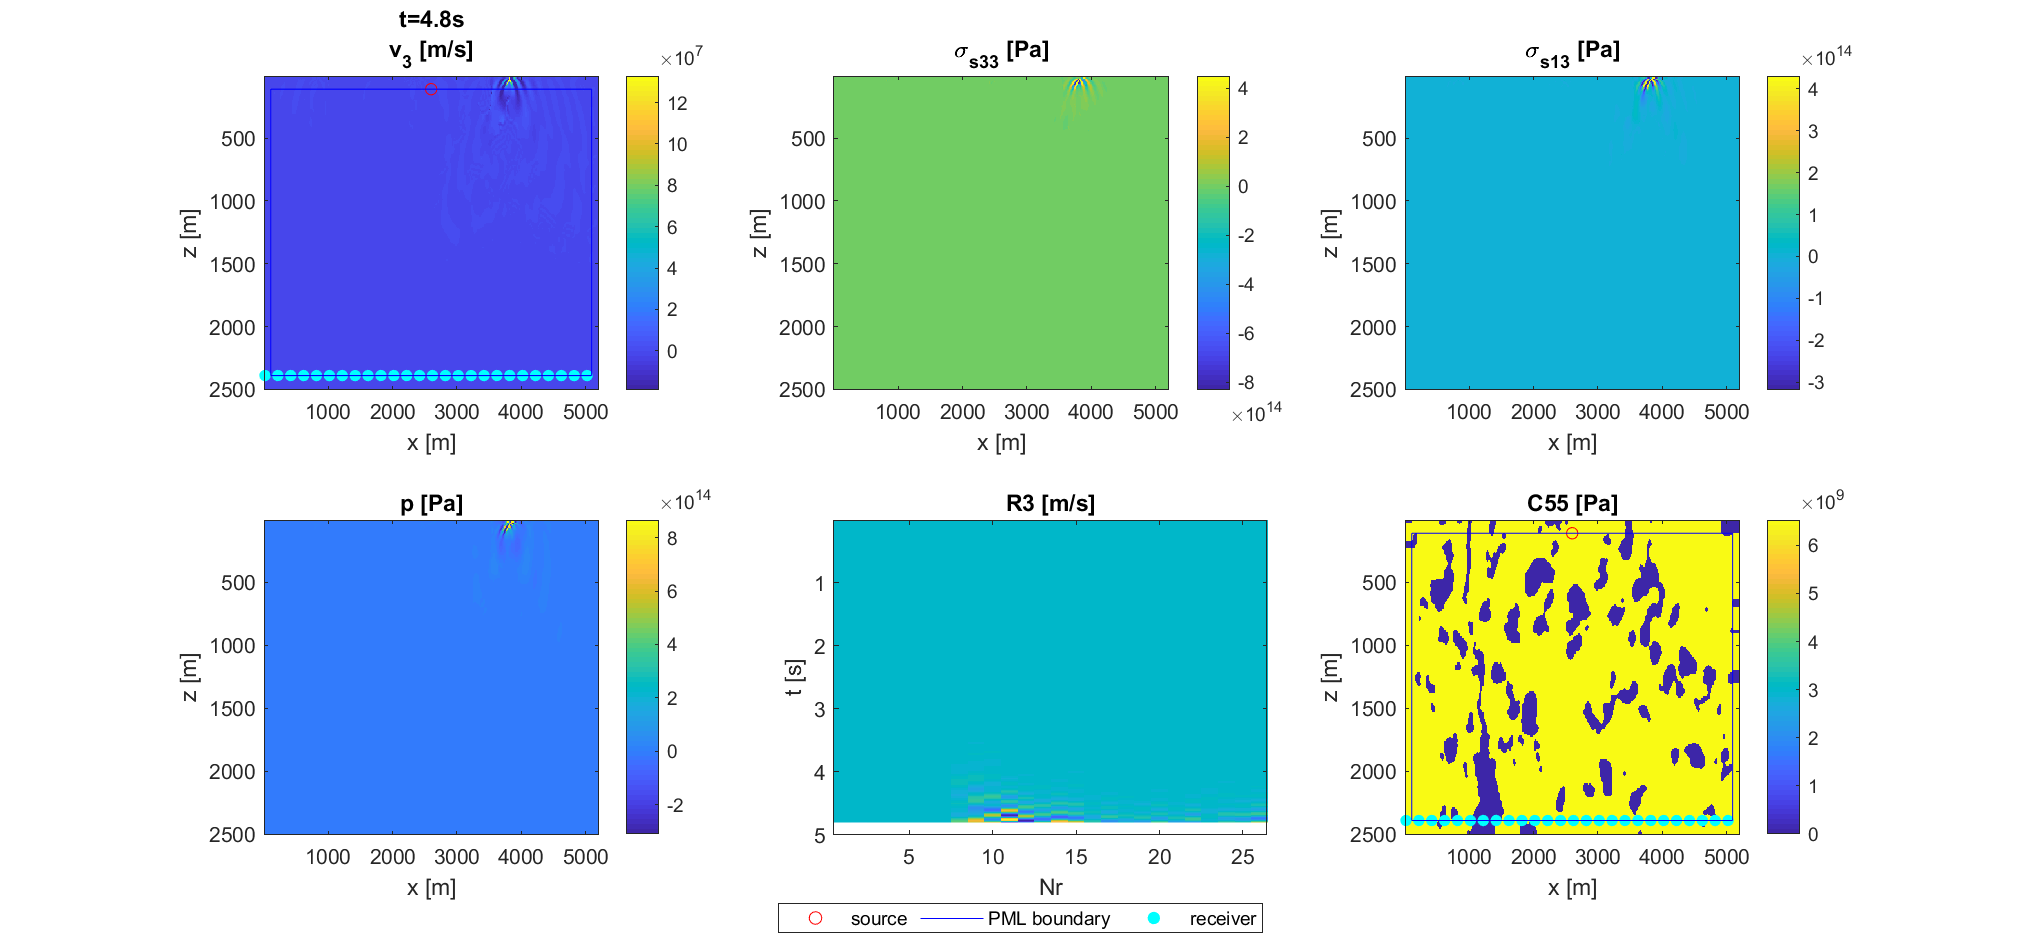 t=4.8s
v3 [m/s]
×10^7
σs33 [Pa]
σs13 [Pa]
×10^14
z [m]
500
1000
1500
2000
2500
1000 2000 3000 4000 5000
x [m]
12
10
8
6
4
2
0
z [m]
500
1000
1500
2000
2500
1000 2000 3000 4000 5000
x [m]
4
2
0
-2
-4
-6
-8
×10^14
z [m]
500
1000
1500
2000
2500
1000 2000 3000 4000 5000
x [m]
4
3
2
1
0
-1
-2
-3
p [Pa]
×10^14
z [m]
500
1000
1500
2000
2500
1000 2000 3000 4000 5000
x [m]
8
6
4
2
0
-2
R3 [m/s]
t [s]
1
2
3
4
5
5 10 15 20 25
Nr
C55 [Pa]
×10^9
z [m]
500
1000
1500
2000
2500
1000 2000 3000 4000 5000
x [m]
6
5
4
3
2
1
0
source PML boundary receiver